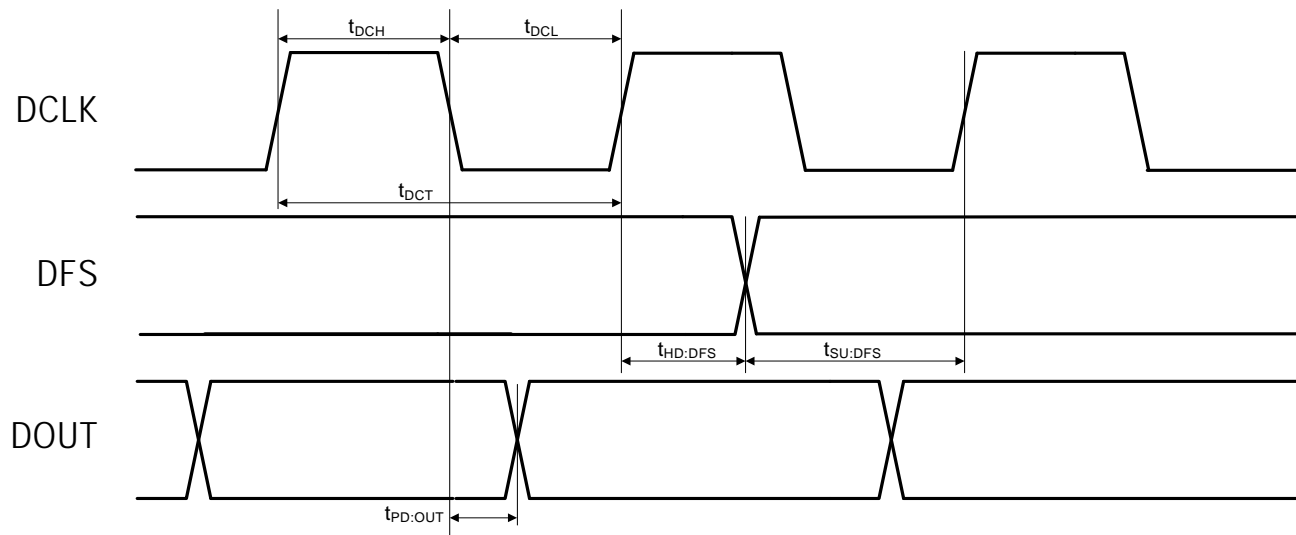 tDCH
tDCL
DCLK
tDCT
DFS
tHD:DFS
tSU:DFS
DOUT
tPD:OUT